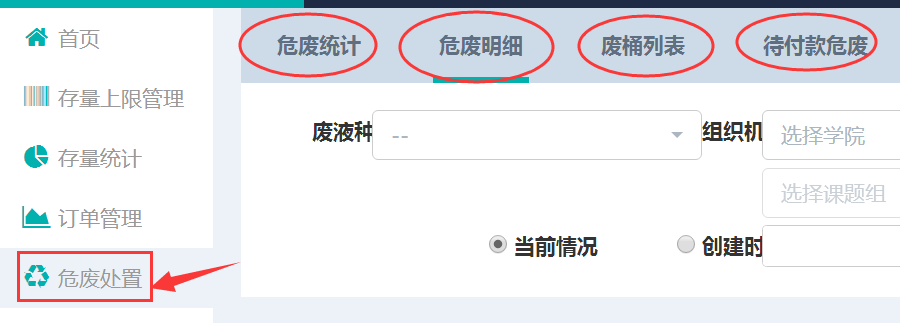 首页
存量上限管理
存量统计
订单管理
危废处置
危废统计 危废明细 废桶列表 待付款危废
废液种 -- 组织机 选择学院
选择课题组
当前情况 创建时